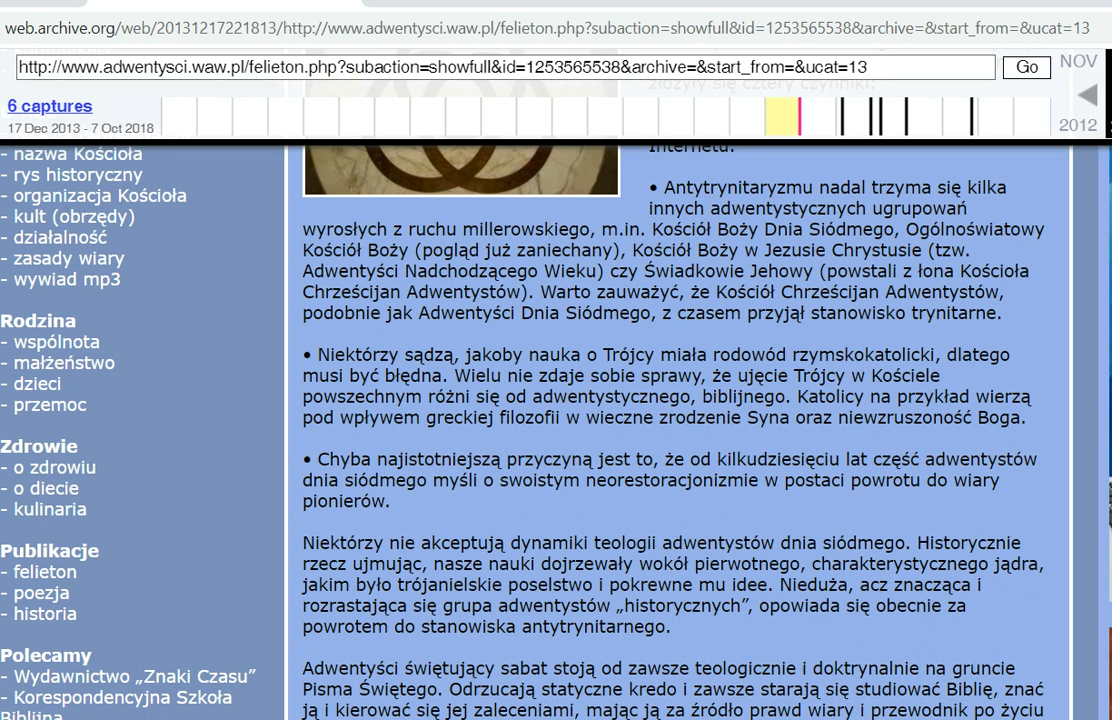 web.archive.org/web/20131217221813/http://www.adwentysci.waw.pl/felieton.php?subaction=showfull&id=1253565538&archive=&start_from=&ucat=13
http://www.adwentysci.waw.pl/felieton.php?subaction=showfull&id=1253565538&archive=&start_from=&ucat=13
Go
NOV
6 captures
17 Dec 2013 - 7 Oct 2018
2012
złożyły się cztery czynniki:
- nazwa Kościoła
- rys historyczny
- organizacja Kościoła
- kult (obrzędy)
- działalność
- zasady wiary
- wywiad mp3
Rodzina
- wspólnota
- małżeństwo
- dzieci
- przemoc
Zdrowie
- o zdrowiu
- o diecie
- kulinaria
Publikacje
- felieton
- poezja
- historia
Polecamy
- Wydawnictwo „Znaki Czasu”
- Korespondencyjna Szkoła
Biblijna
Internetu.
• Antytrynitaryzmu nadal trzyma się kilka
innych adwentystycznych ugrupowań
wyrosłych z ruchu millerowskiego, m.in. Kościół Boży Dnia Siódmego, Ogólnoświatowy
Kościół Boży (pogląd już zaniechany), Kościół Boży w Jezusie Chrystusie (tzw.
Adwentyści Nadchodzącego Wieku) czy Świadkowie Jehowy (powstali z łona Kościoła
Chrześcijan Adwentystów). Warto zauważyć, że Kościół Chrześcijan Adwentystów,
podobnie jak Adwentyści Dnia Siódmego, z czasem przyjął stanowisko trynitarne.
• Niektórzy sądzą, jakoby nauka o Trójcy miała rodowód rzymskokatolicki, dlatego
musi być błędna. Wielu nie zdaje sobie sprawy, że ujęcie Trójcy w Kościele
powszechnym różni się od adwentystycznego, biblijnego. Katolicy na przykład wierzą
pod wpływem greckiej filozofii w wieczne zrodzenie Syna oraz niewzruszoność Boga.
• Chyba najistotniejszą przyczyną jest to, że od kilkudziesięciu lat część adwentystów
dnia siódmego myśli o swoistym neorestoracjonizmie w postaci powrotu do wiary
pionierów.
Niektórzy nie akceptują dynamiki teologii adwentystów dnia siódmego. Historycznie
rzecz ujmując, nasze nauki dojrzewały wokół pierwotnego, charakterystycznego jądra,
jakim było trójanielskie poselstwo i pokrewne mu idee. Nieduża, acz znacząca i
rozrastająca się grupa adwentystów „historycznych”, opowiada się obecnie za
powrotem do stanowiska antytrynitarnego.
Adwentyści świętujący sabat stoją od zawsze teologicznie i doktrynalnie na gruncie
Pisma Świętego. Odrzucają statyczne kredo i zawsze starają się studiować Biblię, znać
ją i kierować się jej zaleceniami, mając ją za źródło prawd wiary i przewodnik po życiu